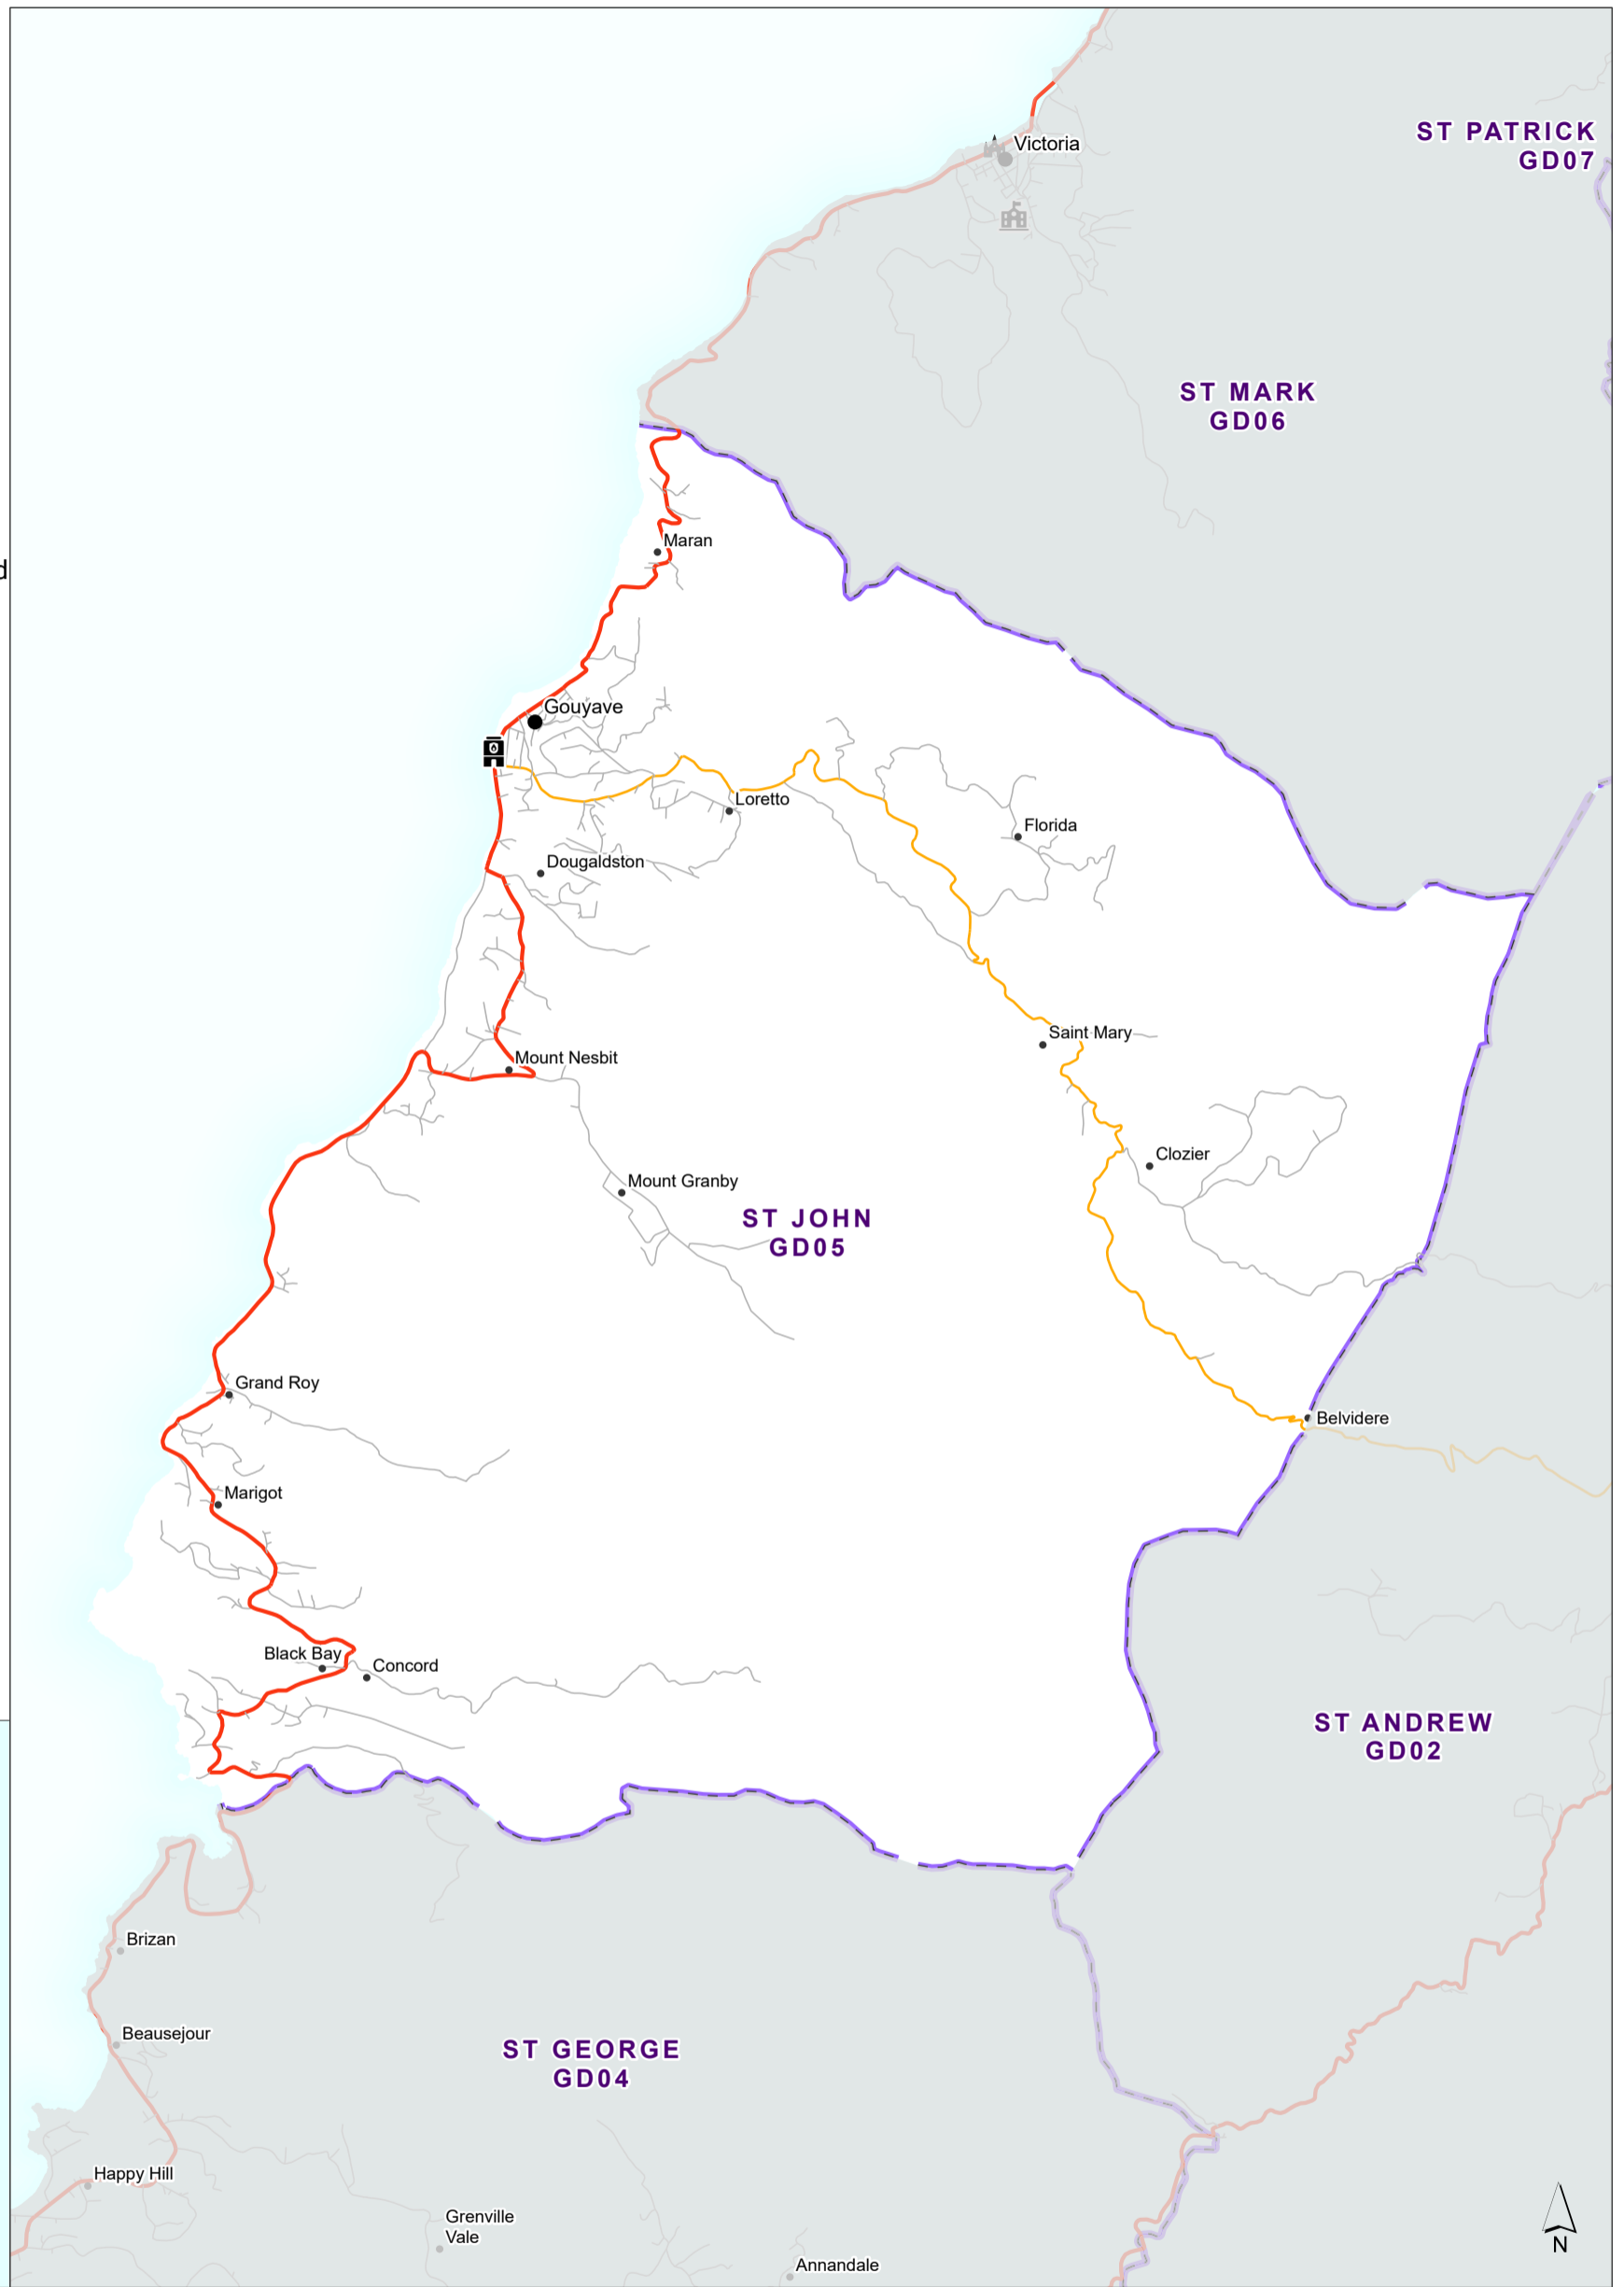 Victoria
ST PATRICK
GD07
ST MARK
GD06
Maran
d
Gouyave
Loretto
Florida
Dougaldston
Saint Mary
Mount Nesbit
Clozier
Mount Granby
ST JOHN
GD05
Grand Roy
Belvidere
Marigot
Black Bay
Concord
ST ANDREW
GD02
Brizan
Beausejour
ST GEORGE
GD04
Happy Hill
Grenville
Vale
N
Annandale